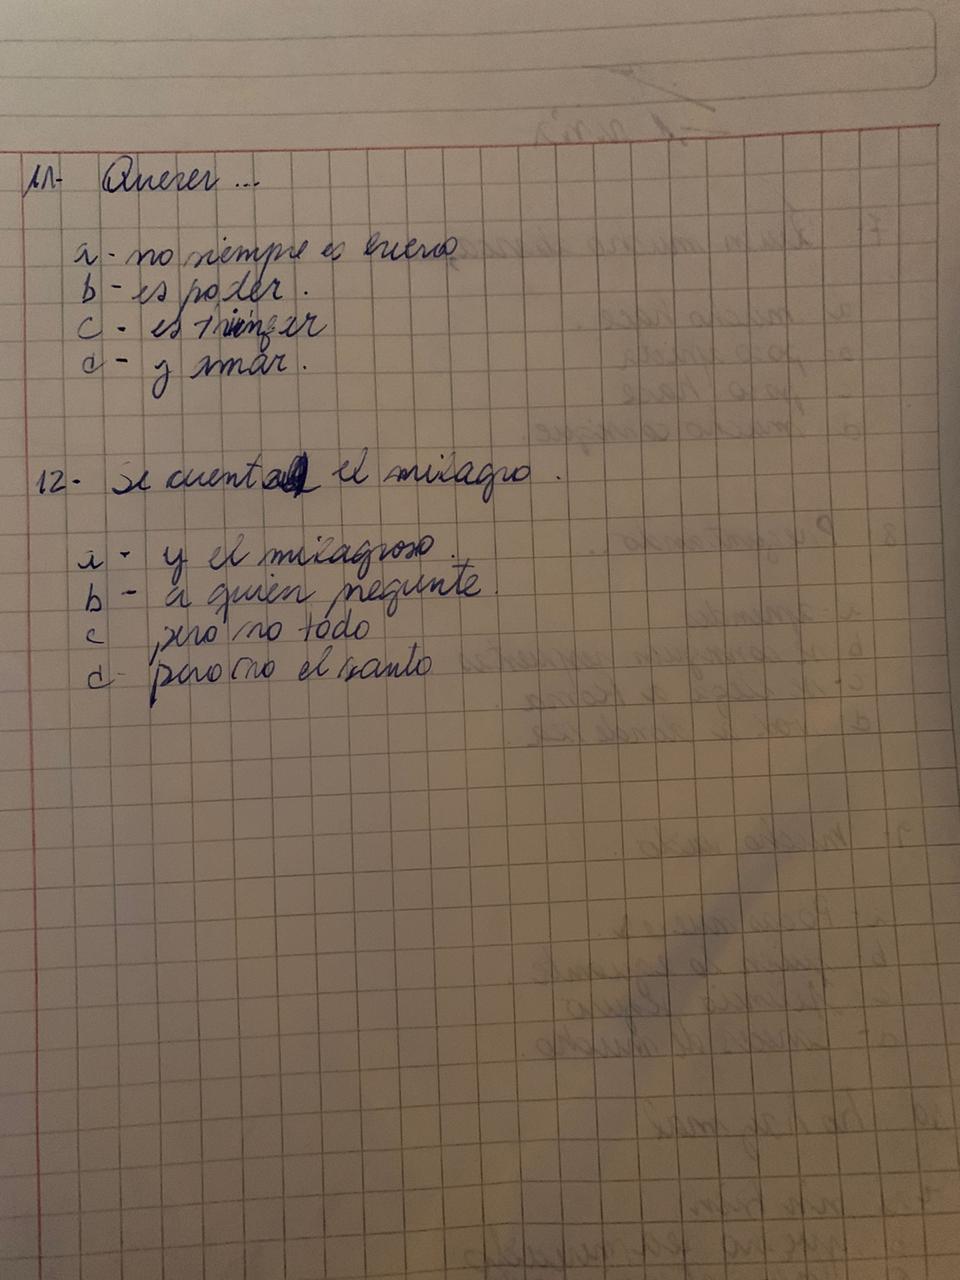 11- Querer ...
a - no siempre es bueno
b - es poder .
c - es triunfar
d - y amar .
12- Se cuenta el milagro .
a - y el milagroso .
b - a quien pegunte .
c pero no todo
d- pero no el santo